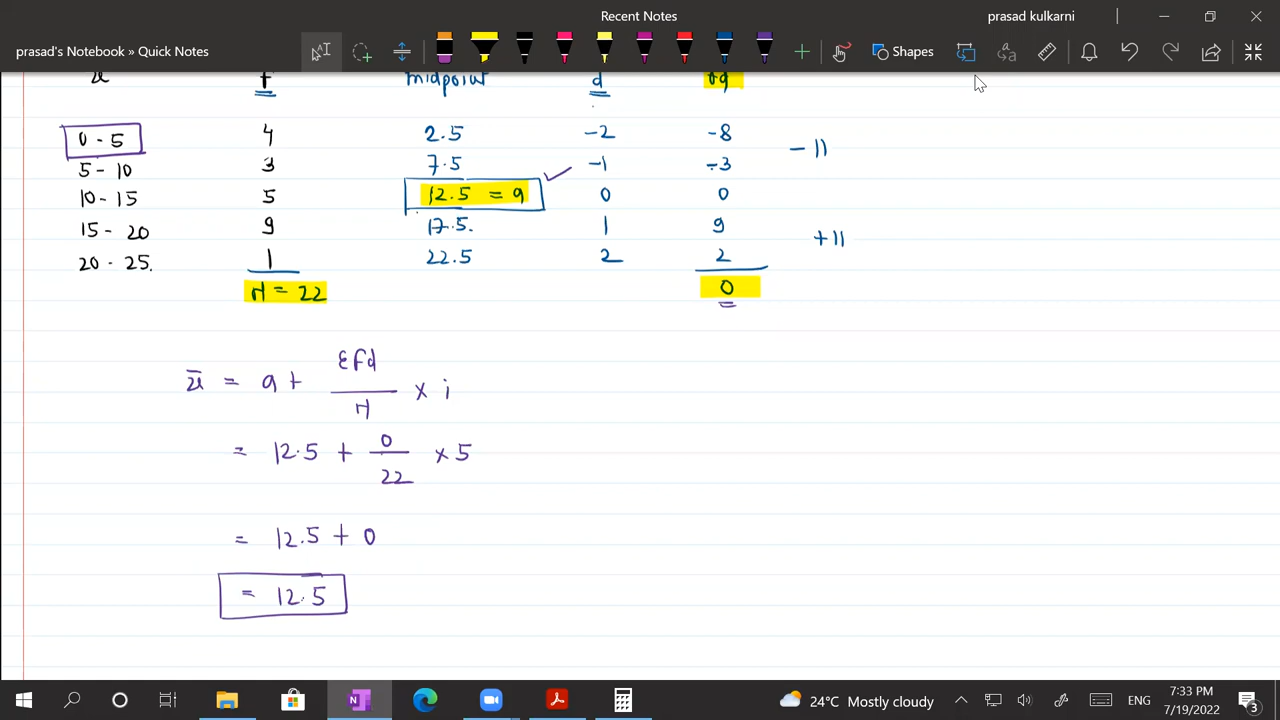 Recent Notes
prasad kulkarni
prasad's Notebook » Quick Notes
Shapes
x f midpoint d fd
0 - 5 4 2.5 -2 -8
5 - 10 3 7.5 -1 -3
- 11
10 - 15 5 12.5 = a 0 0
15 - 20 9 17.5. 1 9
+ 11
20 - 25. 1 22.5 2 2
N = 22 0
x̄ = a + Σfd / N × i
= 12.5 + 0 / 22 × 5
= 12.5 + 0
= 12.5
24°C Mostly cloudy
ENG
7:33 PM
7/19/2022
3